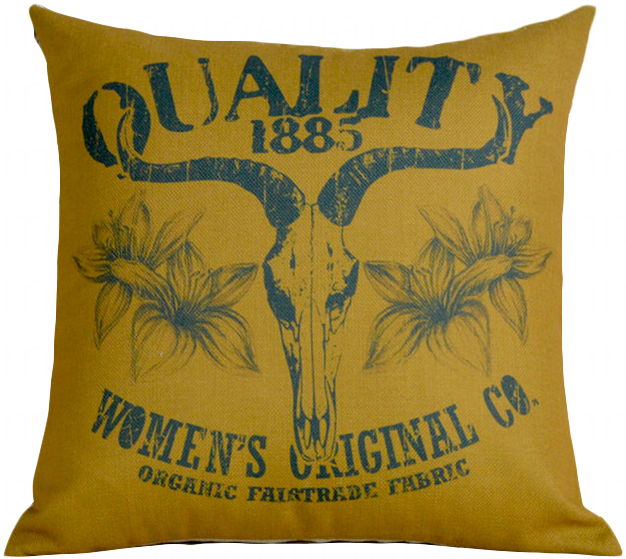 QUALITY
1885
WOMEN'S ORIGINAL CO.
ORGANIC FAIRTRADE FABRIC